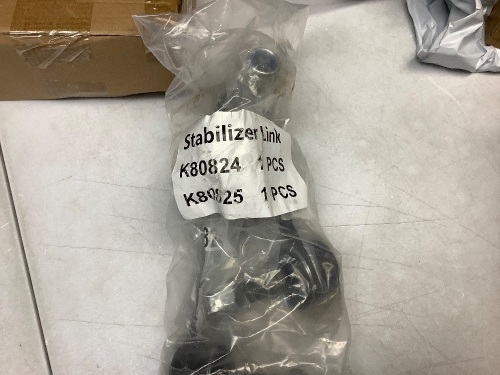 Stabilizer Link
K80824 1 PCS
K80825 1 PCS